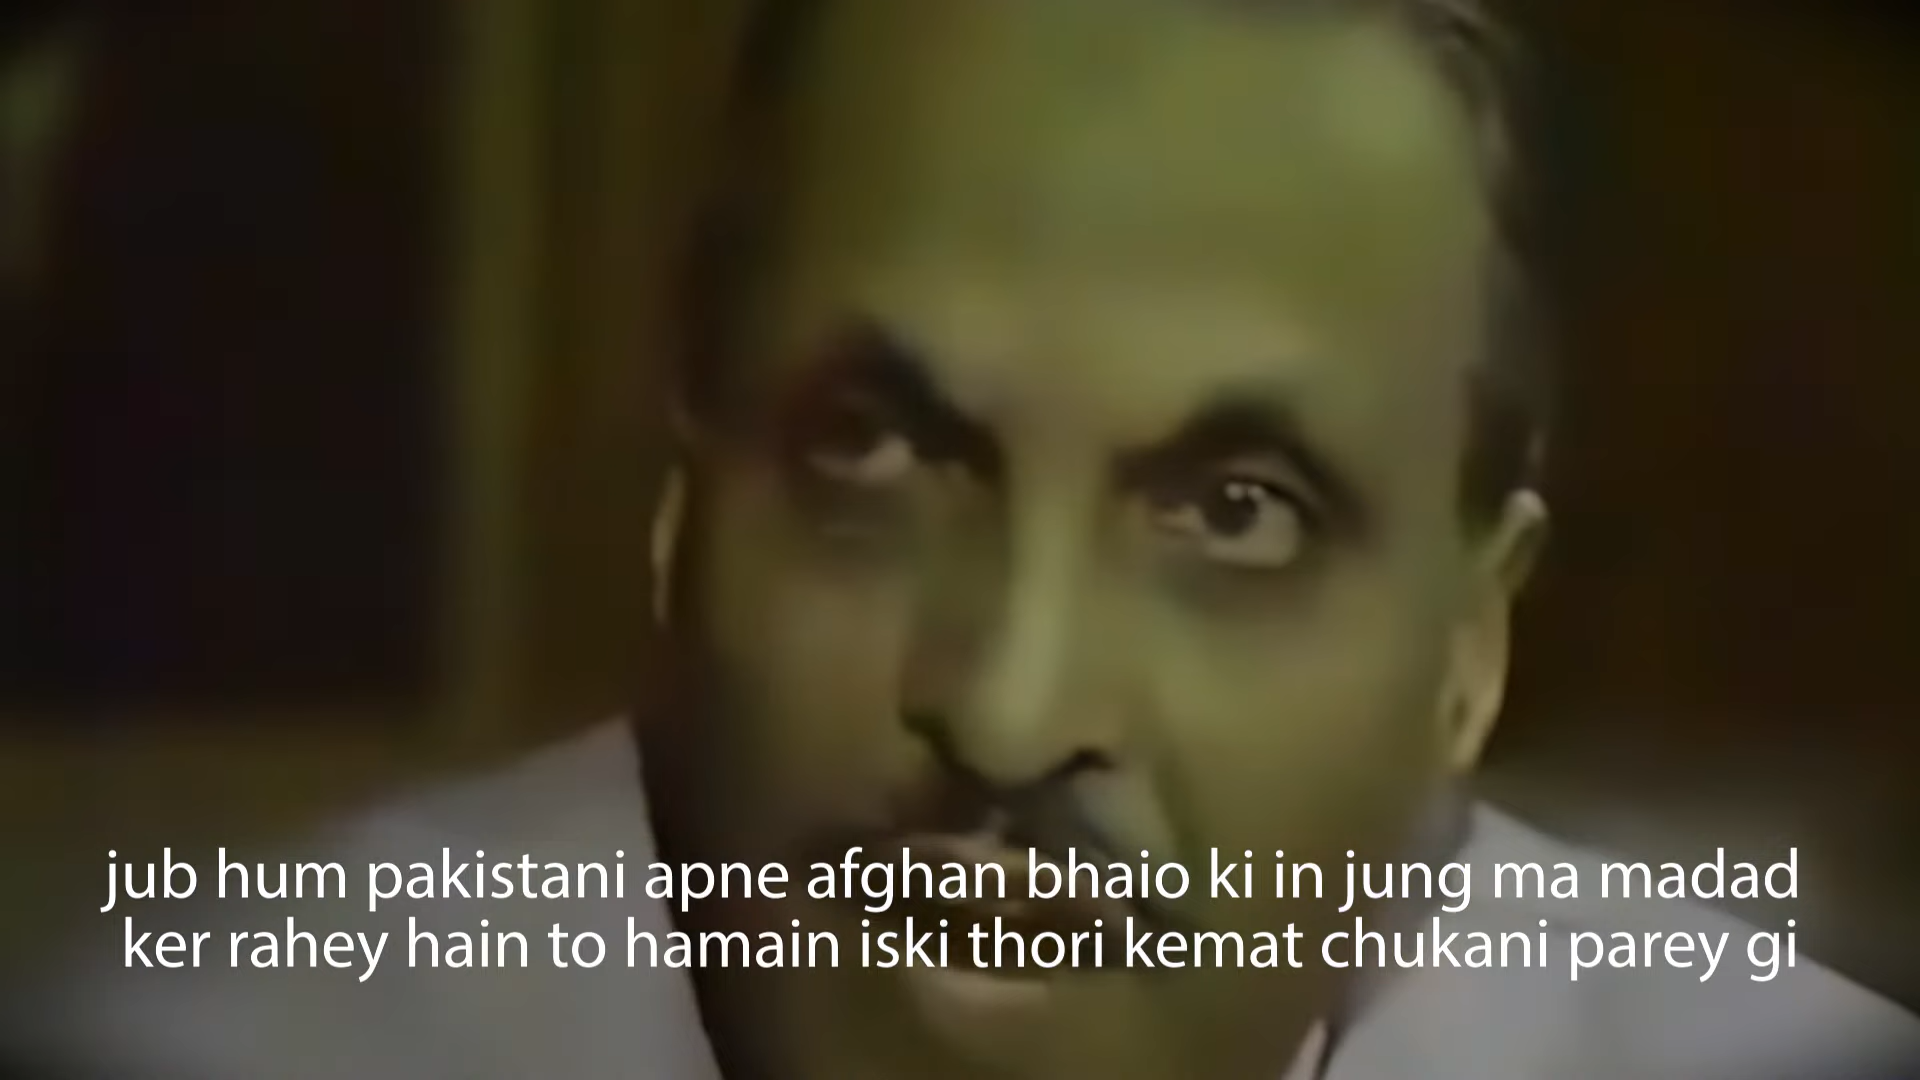 jub hum pakistani apne afghan bhaio ki in jung ma madad
ker rahey hain to hamain iski thori kemat chukani parey gi